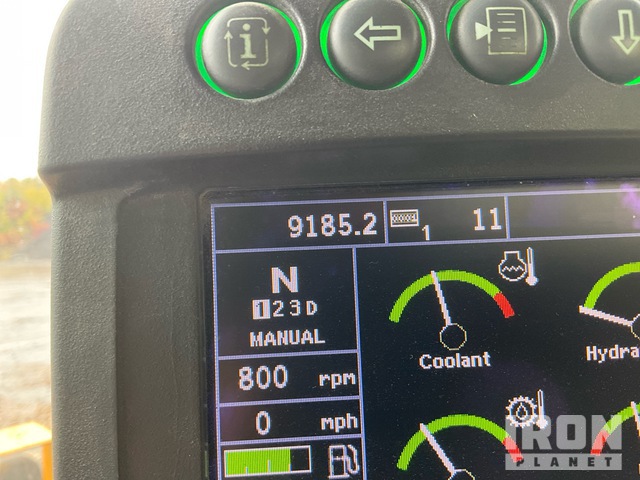 9185.2
1 11
N
1 2 3 D
MANUAL
800 rpm
0 mph
Coolant
Hydra
IRON
PLANET